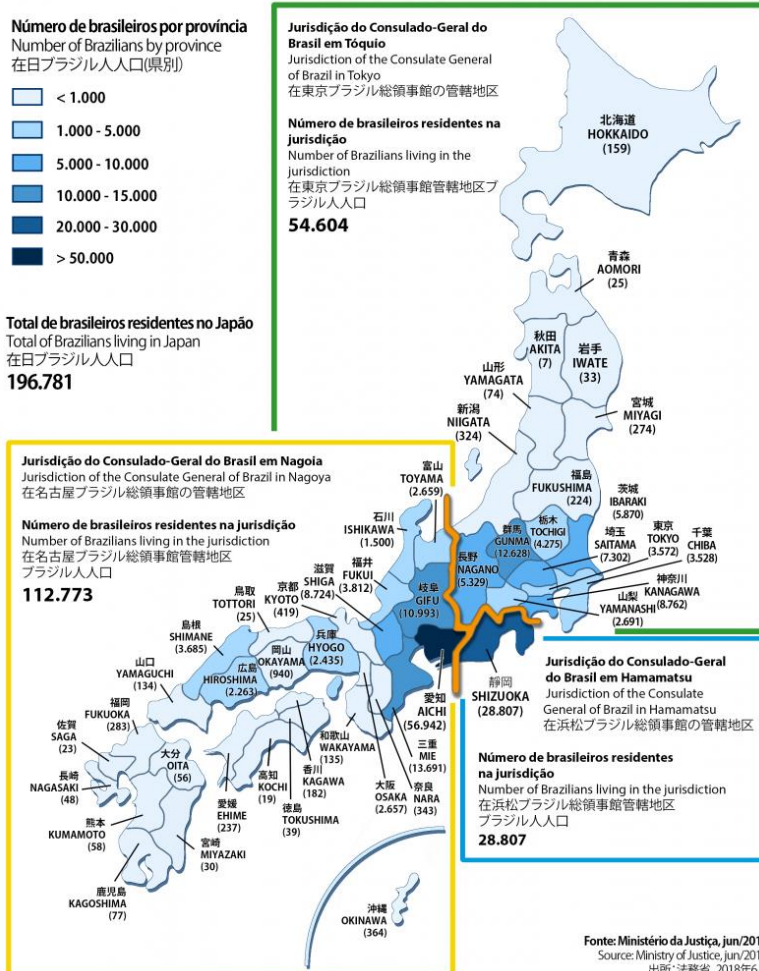 Número de brasileiros por província
Number of Brazilians by province
在日ブラジル人人口(県別)
< 1.000
1.000 - 5.000
5.000 - 10.000
10.000 - 15.000
20.000 - 30.000
> 50.000
Total de brasileiros residentes no Japão
Total of Brazilians living in Japan
在日ブラジル人人口
196.781
Jurisdição do Consulado-Geral do
Brasil em Tóquio
Jurisdiction of the Consulate General
of Brazil in Tokyo
在東京ブラジル総領事館の管轄地区
Número de brasileiros residentes na
jurisdição
Number of Brazilians living in the
jurisdiction
在東京ブラジル総領事館管轄地区ブ
ラジル人人口
54.604
北海道
HOKKAIDO
(159)
青森
AOMORI
(25)
秋田
AKITA
(7)
岩手
IWATE
(33)
山形
YAMAGATA
(74)
宮城
MIYAGI
(274)
新潟
NIIGATA
(324)
福島
FUKUSHIMA
(224)
茨城
IBARAKI
(5.870)
栃木
TOCHIGI
(4.275)
群馬
GUNMA
(12.628)
埼玉
SAITAMA
(7.302)
東京
TOKYO
(3.572)
千葉
CHIBA
(3.528)
神奈川
KANAGAWA
(8.762)
山梨
YAMANASHI
(2.691)
長野
NAGANO
(5.329)
Jurisdição do Consulado-Geral do Brasil em Nagoia
Jurisdiction of the Consulate General of Brazil in Nagoya
在名古屋ブラジル総領事館の管轄地区
Número de brasileiros residentes na jurisdição
Number of Brazilians living in the jurisdiction
在名古屋ブラジル総領事館管轄地区
ブラジル人人口
112.773
富山
TOYAMA
(2.659)
石川
ISHIKAWA
(1.500)
福井
FUKUI
(3.812)
岐阜
GIFU
(10.993)
滋賀
SHIGA
(8.724)
京都
KYOTO
(419)
鳥取
TOTTORI
(25)
島根
SHIMANE
(3.685)
兵庫
HYOGO
(2.435)
岡山
OKAYAMA
(940)
広島
HIROSHIMA
(2.263)
山口
YAMAGUCHI
(134)
福岡
FUKUOKA
(283)
佐賀
SAGA
(23)
長崎
NAGASAKI
(48)
大分
OITA
(56)
熊本
KUMAMOTO
(58)
宮崎
MIYAZAKI
(30)
鹿児島
KAGOSHIMA
(77)
愛媛
EHIME
(237)
高知
KOCHI
(19)
徳島
TOKUSHIMA
(39)
香川
KAGAWA
(182)
和歌山
WAKAYAMA
(135)
大阪
OSAKA
(2.657)
奈良
NARA
(343)
三重
MIE
(13.691)
愛知
AICHI
(56.942)
沖縄
OKINAWA
(364)
静岡
SHIZUOKA
(28.807)
Jurisdição do Consulado-Geral
do Brasil em Hamamatsu
Jurisdiction of the Consulate
General of Brazil in Hamamatsu
在浜松ブラジル総領事館の管轄地区
Número de brasileiros residentes
na jurisdição
Number of Brazilians living in the jurisdiction
在浜松ブラジル総領事館管轄地区
ブラジル人人口
28.807
Fonte: Ministério da Justiça, jun/201
Source: Ministry of Justice, jun/201
出所：法務省, 2018年6